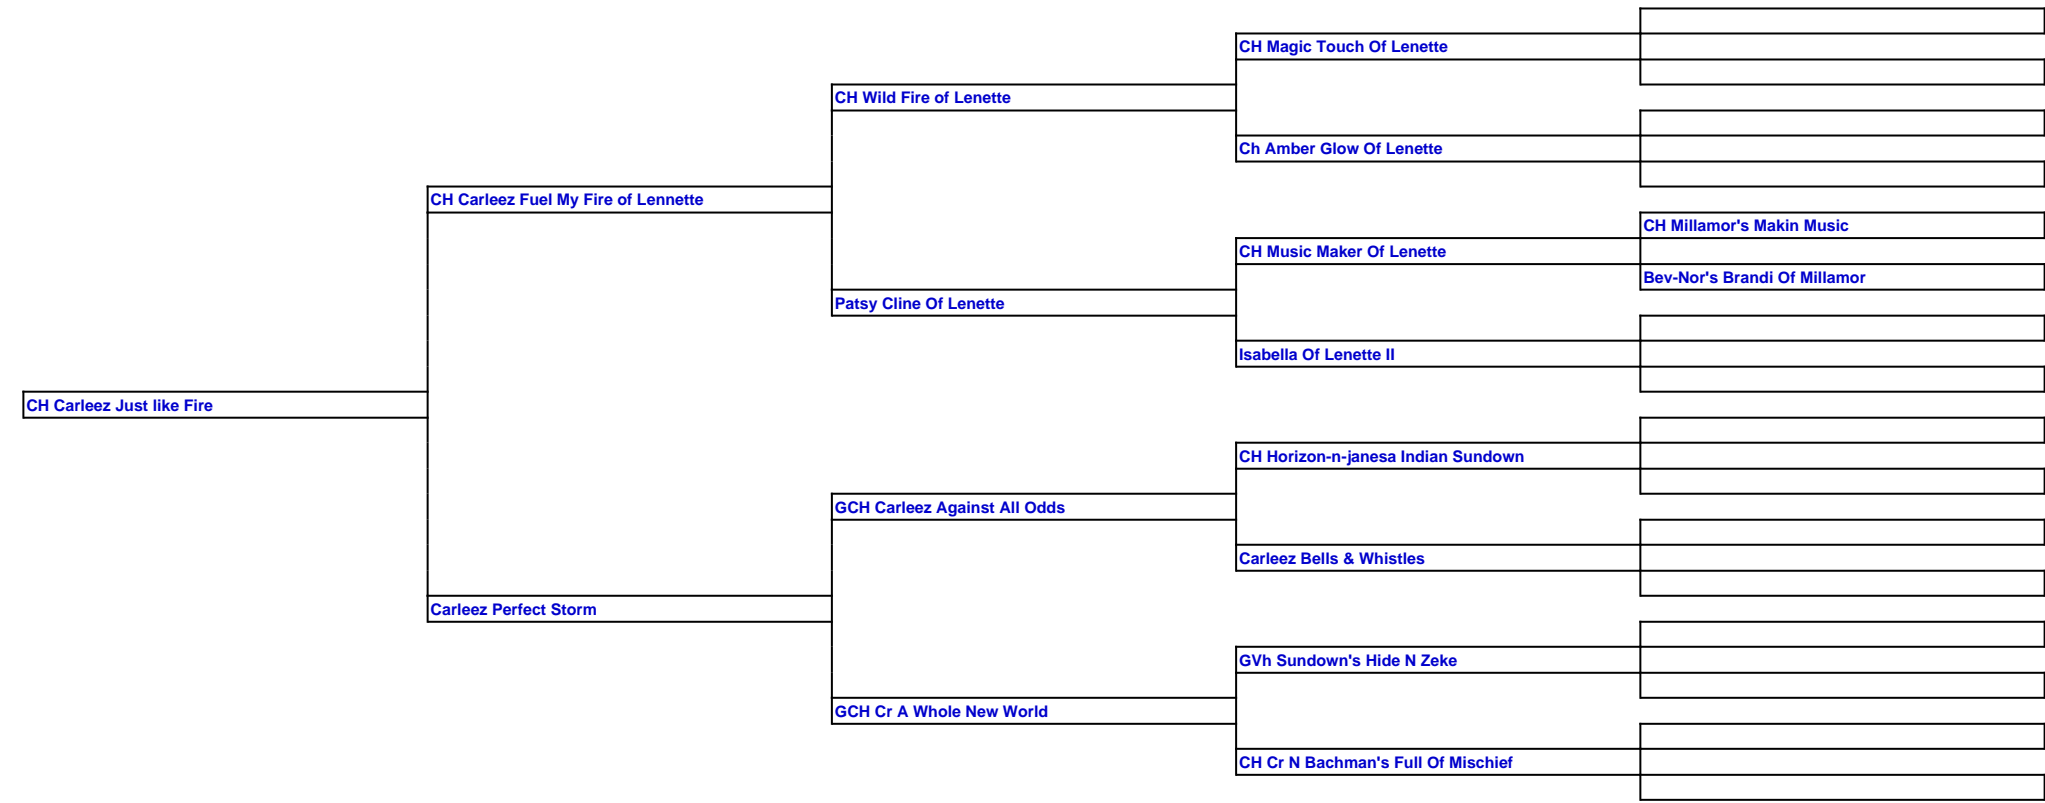 CH Magic Touch Of Lenette
CH Wild Fire of Lenette
Ch Amber Glow Of Lenette
CH Carleez Fuel My Fire of Lennette
CH Millamor's Makin Music
CH Music Maker Of Lenette
Bev-Nor's Brandi Of Millamor
Patsy Cline Of Lenette
Isabella Of Lenette II
CH Carleez Just like Fire
CH Horizon-n-janesa Indian Sundown
GCH Carleez Against All Odds
Carleez Bells & Whistles
Carleez Perfect Storm
GVh Sundown's Hide N Zeke
GCH Cr A Whole New World
CH Cr N Bachman's Full Of Mischief